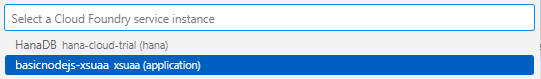 Select a Cloud Foundry service instance
HanaDB hana-cloud-trial (hana)
basicnodejs-xsuaa xsuaa (application)